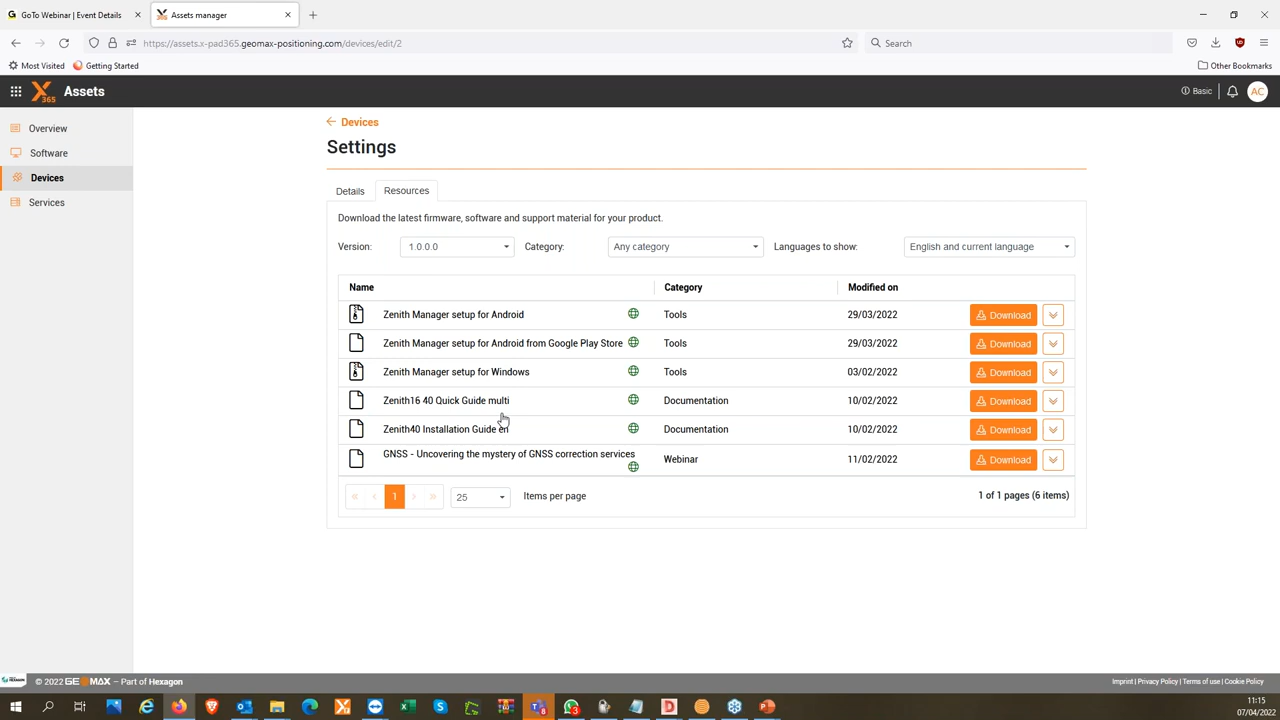 GoTo Webinar | Event Details
Assets manager
https://assets.x-pad365.geomax-positioning.com/devices/edit/2
Search
Most Visited
Getting Started
Other Bookmarks
X
365
Assets
Basic
AC
Overview
Software
Devices
Services
Devices
Settings
Details
Resources
Download the latest firmware, software and support material for your product.
Version: 1.0.0.0 Category: Any category Languages to show: English and current language
Name Category Modified on
Zenith Manager setup for Android Tools 29/03/2022 Download
Zenith Manager setup for Android from Google Play Store Tools 29/03/2022 Download
Zenith Manager setup for Windows Tools 03/02/2022 Download
Zenith16 40 Quick Guide multi Documentation 10/02/2022 Download
Zenith40 Installation Guide en Documentation 10/02/2022 Download
GNSS - Uncovering the mystery of GNSS correction services Webinar 11/02/2022 Download
1 25 Items per page 1 of 1 pages (6 items)
© 2022 GEOMAX – Part of Hexagon
Imprint | Privacy Policy | Terms of use | Cookie Policy
11:15
07/04/2022